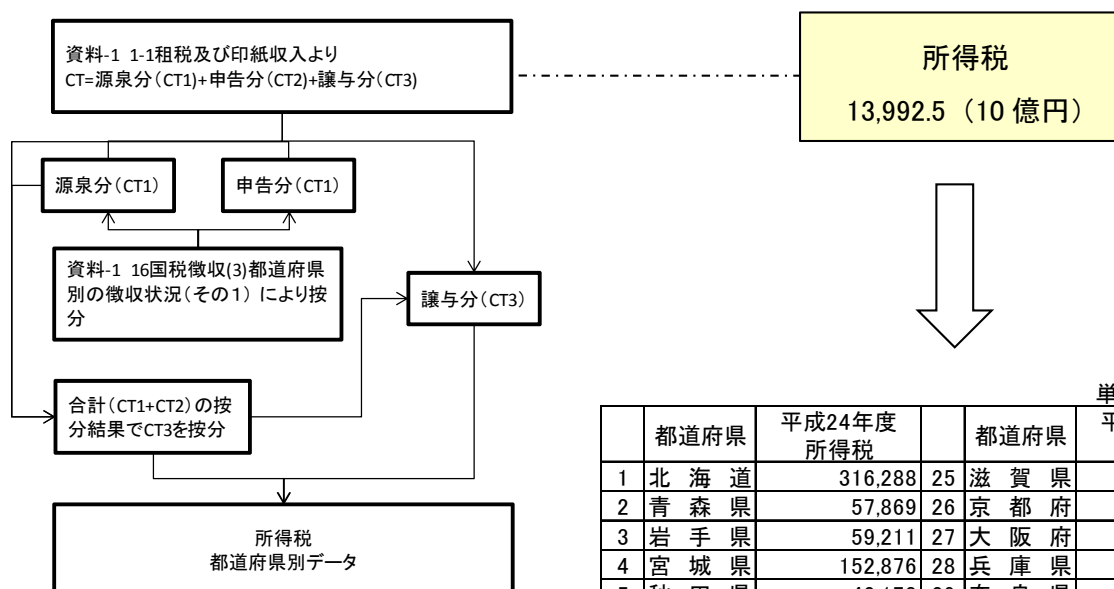 資料-1 1-1租税及び印紙収入より
CT=源泉分(CT1)+申告分(CT2)+譲与分(CT3)
所得税
13,992.5(10億円)
源泉分(CT1)
申告分(CT1)
資料-1 16国税徴収(3)都道府県
別の徴収状況(その1)により按
分
譲与分(CT3)
合計(CT1+CT2)の按
分結果でCT3を按分
所得税
都道府県別データ
単
都道府県 平成24年度 都道府県 平
所得税
1 北海道 316,288 25 滋賀県
2 青森県 57,869 26 京都府
3 岩手県 59,211 27 大阪府
4 宮城県 152,876 28 兵庫県